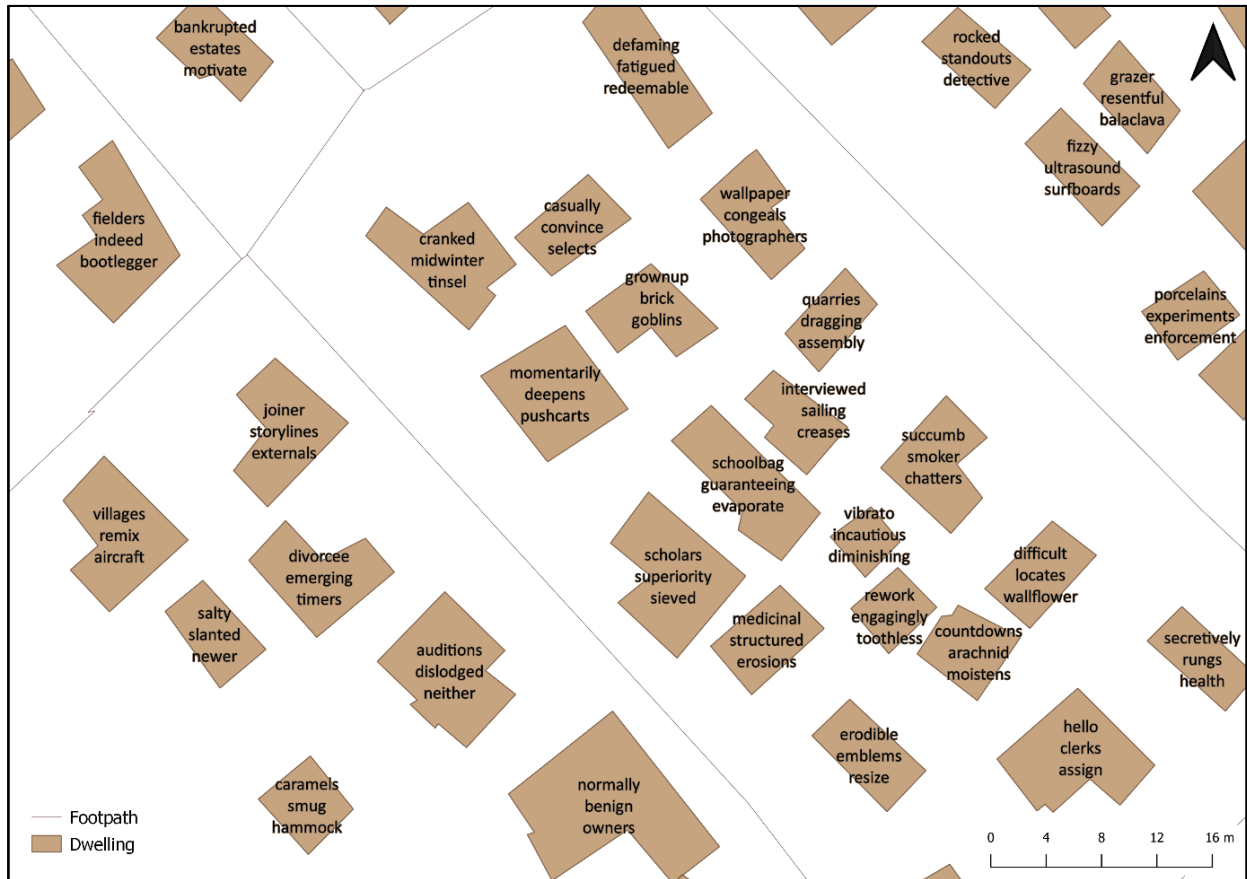 bankrupted
estates
motivate
defaming
fatigued
redeemable
rocked
standouts
detective
grazer
resentful
balaclava
fizzy
ultrasound
surfboards
fielders
indeed
bootlegger
cranked
midwinter
tinsel
casually
convince
selects
wallpaper
congeals
photographers
grownup
brick
goblins
quarries
dragging
assembly
porcelains
experiments
enforcement
momentarily
deepens
pushcarts
interviewed
sailing
creases
joiner
storylines
externals
succumb
smoker
chatters
schoolbag
guaranteeing
evaporate
villages
remix
aircraft
vibrato
incautious
diminishing
divorcee
emerging
timers
scholars
superiority
sieved
difficult
locates
wallflower
salty
slanted
newer
medicinal
structured
erosions
rework
engagingly
toothless
countdowns
arachnid
moistens
auditions
dislodged
neither
secretively
rungs
health
erodible
emblems
resize
hello
clerks
assign
caramels
smug
hammock
normally
benign
owners
Footpath
Dwelling
0 4 8 12 16 m